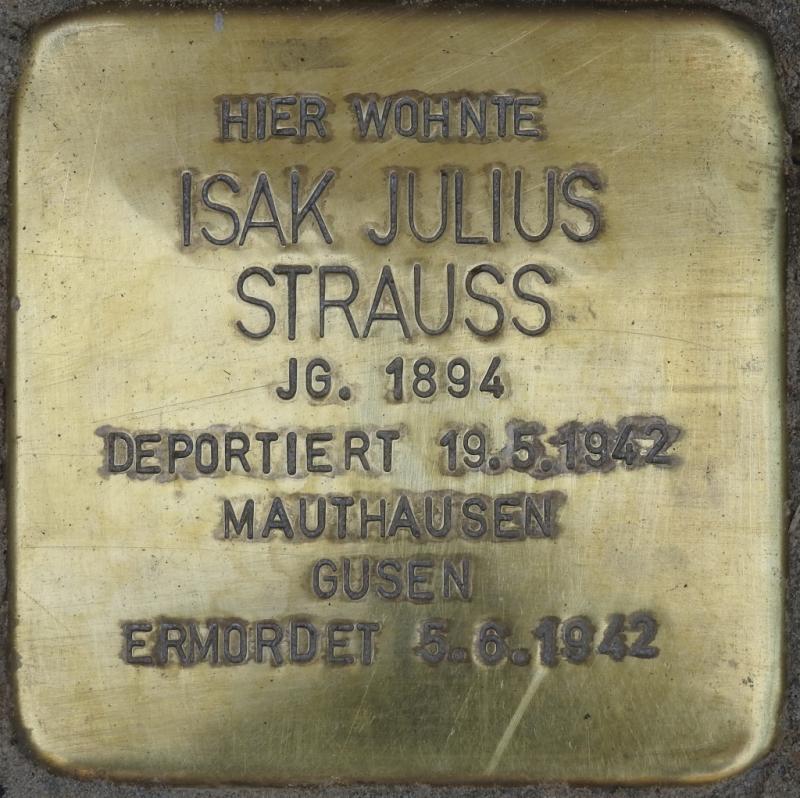 HIER WOHNTE
ISAK JULIUS
STRAUSS
JG. 1894
DEPORTIERT 19.5.1942
MAUTHAUSEN
GUSEN
ERMORDET 5.6.1942